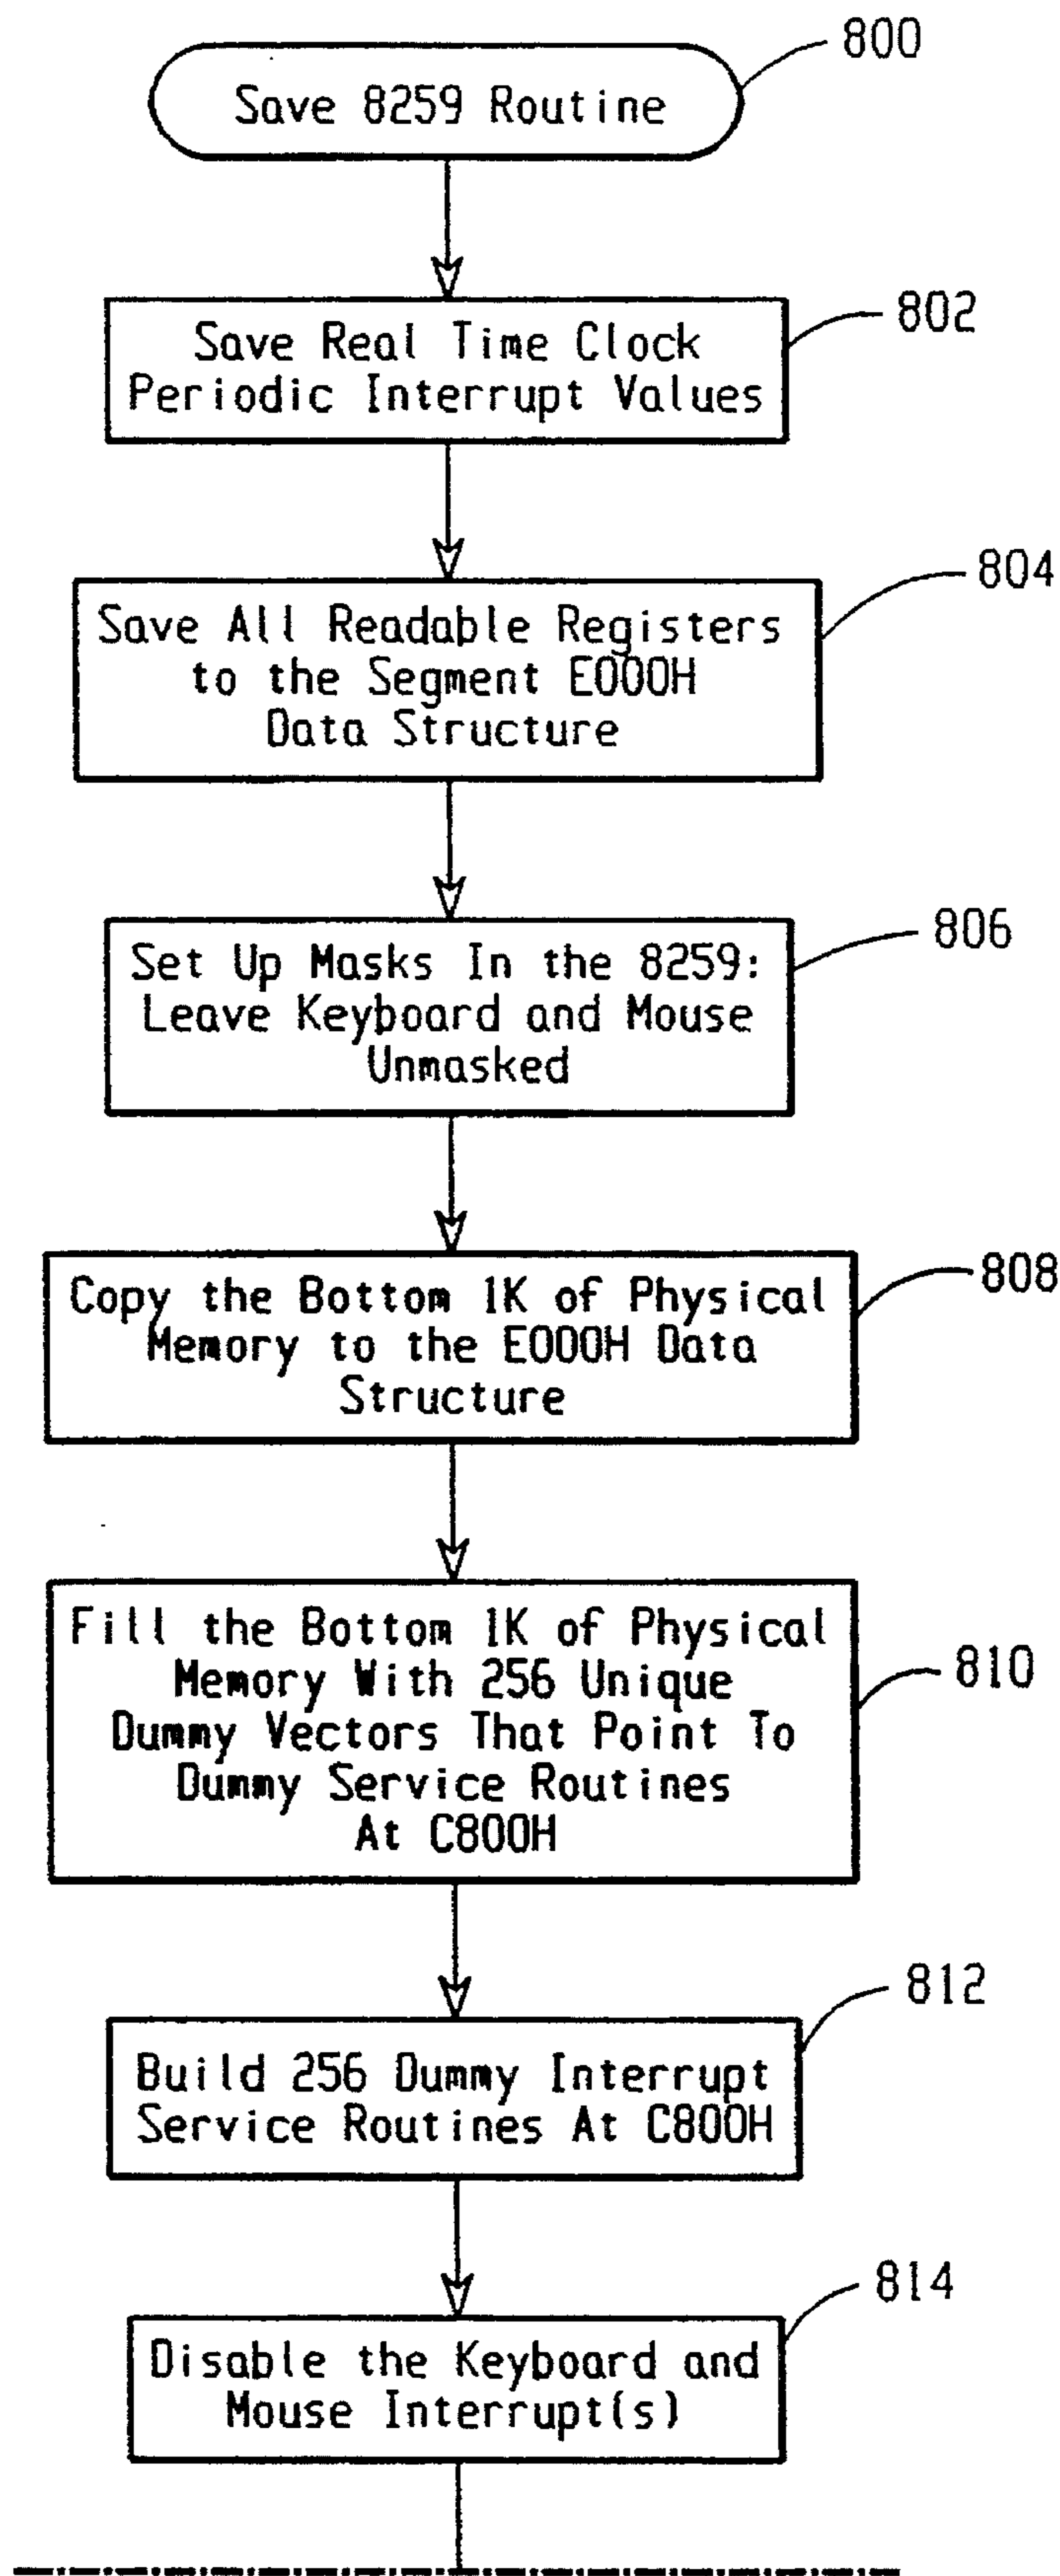 800
Save 8259 Routine
802
Save Real Time Clock
Periodic Interrupt Values
804
Save All Readable Registers
to the Segment E000H
Data Structure
806
Set Up Masks In the 8259:
Leave Keyboard and Mouse
Unmasked
808
Copy the Bottom 1K of Physical
Memory to the E000H Data
Structure
810
Fill the Bottom 1K of Physical
Memory With 256 Unique
Dummy Vectors That Point To
Dummy Service Routines
At C800H
812
Build 256 Dummy Interrupt
Service Routines At C800H
814
Disable the Keyboard and
Mouse Interrupt(s)